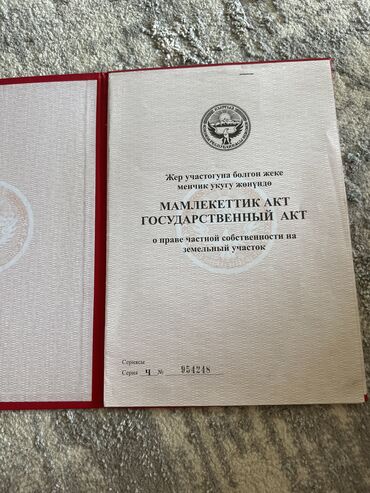 Жер участогуна болгон жеке
менчик укугу жөнүндө
МАМЛЕКЕТТИК АКТ
ГОСУДАРСТВЕННЫЙ АКТ
о праве частной собственности на
земельный участок
Сериясы
Серия Ч № 954248